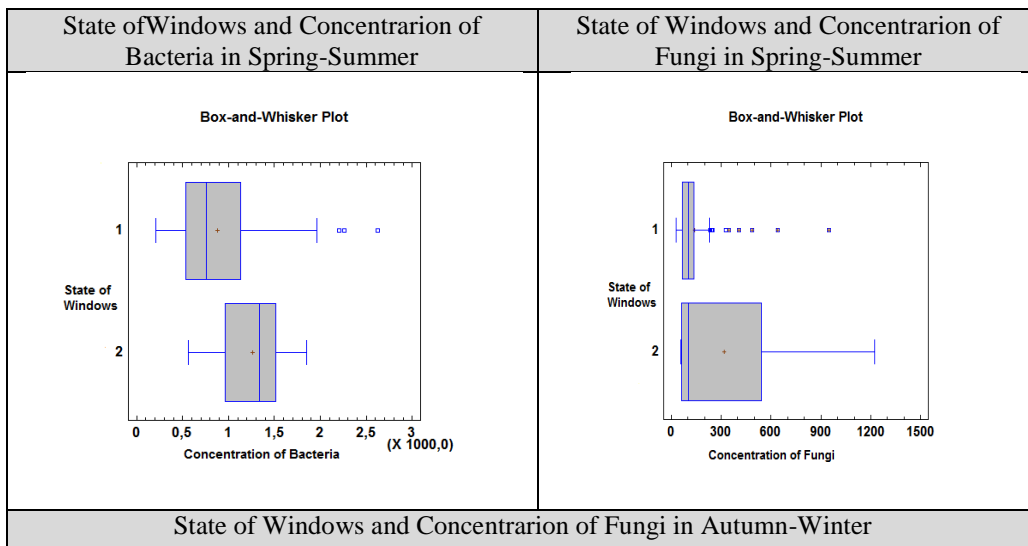 State ofWindows and Concentrarion of
Bacteria in Spring-Summer
State of Windows and Concentrarion of
Fungi in Spring-Summer
Box-and-Whisker Plot
1
State of
Windows
2
0 0,5 1 1,5 2 2,5 3
(X 1000,0)
Concentration of Bacteria
Box-and-Whisker Plot
1
State of
Windows
2
0 300 600 900 1200 1500
Concentration of Fungi
State of Windows and Concentrarion of Fungi in Autumn-Winter